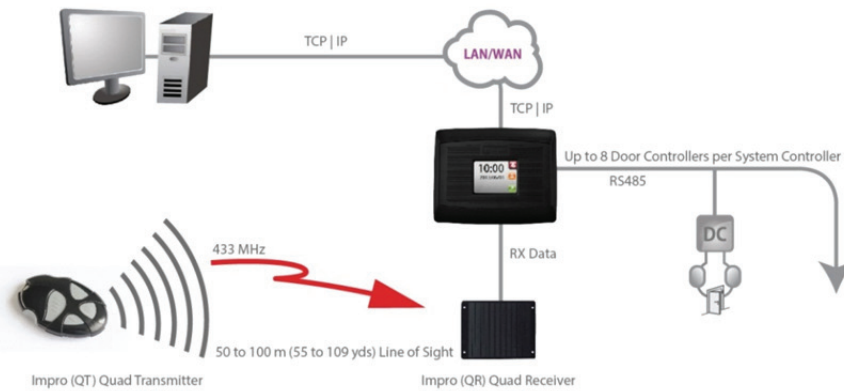 TCP | IP
LAN/WAN
TCP | IP
Up to 8 Door Controllers per System Controller
RS485
10:00
DC
RX Data
433 MHz
50 to 100 m (55 to 109 yds) Line of Sight
Impro (QT) Quad Transmitter
Impro (QR) Quad Receiver